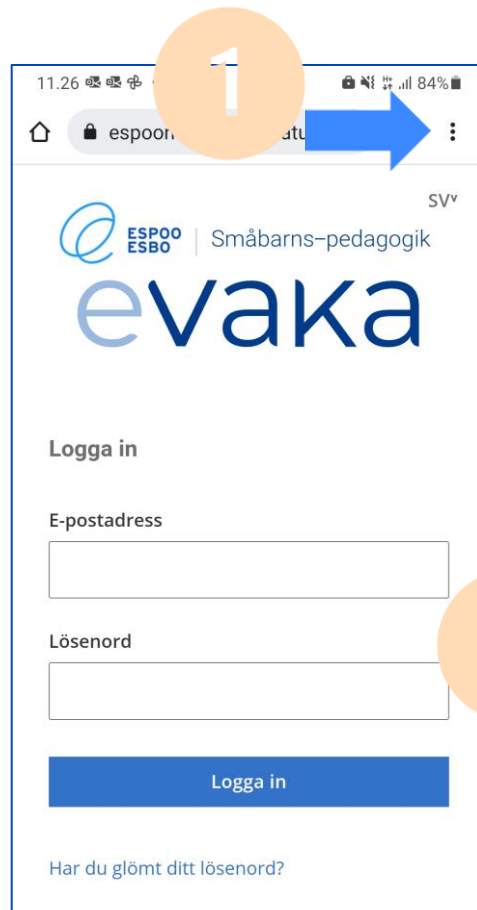 1
11.26 84%
espoon
SV
ESPOO
ESBO
Småbarns-pedagogik
evaka
Logga in
E-postadress
Lösenord
Logga in
Har du glömt ditt lösenord?